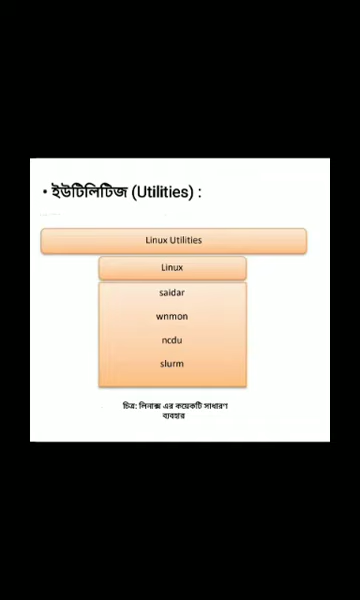 • ইউটিলিটিজ (Utilities) :
Linux Utilities
Linux
saidar
wnmon
ncdu
slurm
চিত্র: লিনাক্স এর কয়েকটি সাধারণ
ব্যবহার